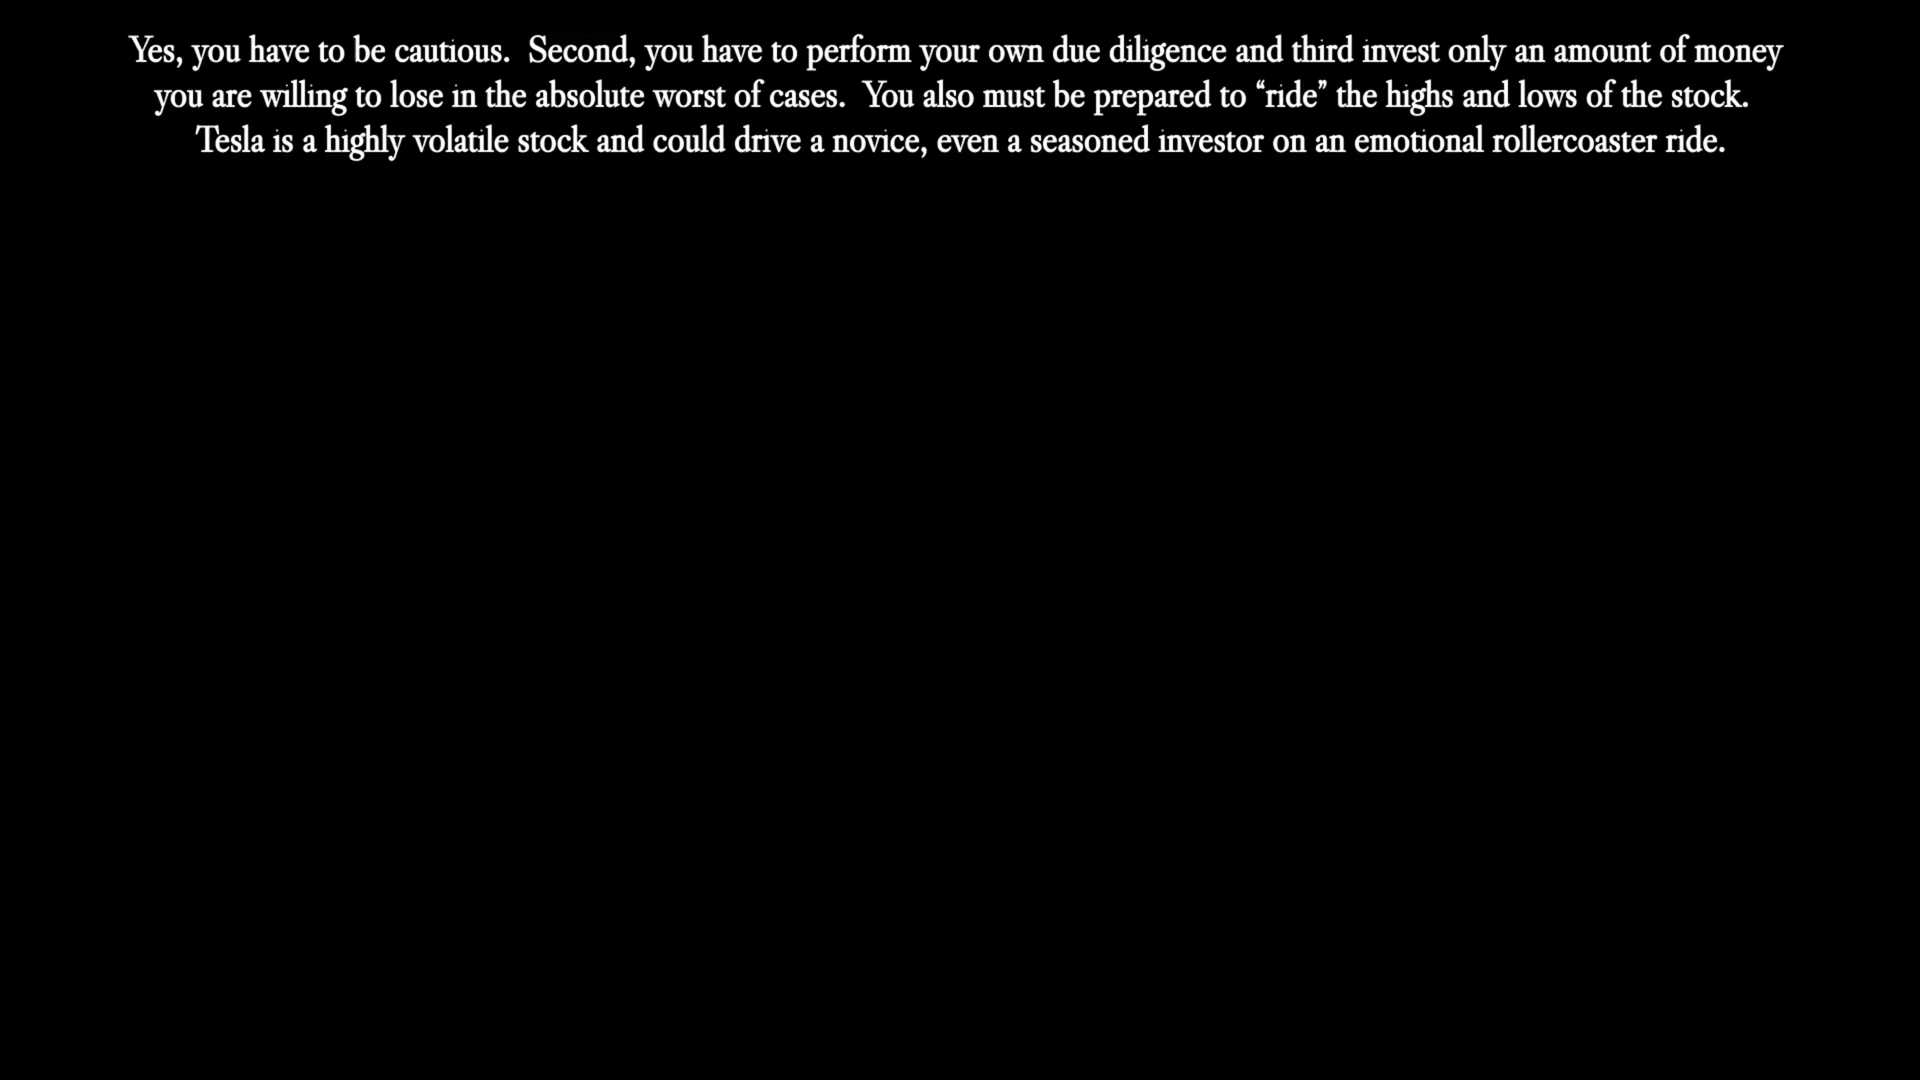 Yes, you have to be cautious.  Second, you have to perform your own due diligence and third invest only an amount of money
you are willing to lose in the absolute worst of cases.  You also must be prepared to “ride” the highs and lows of the stock.
Tesla is a highly volatile stock and could drive a novice, even a seasoned investor on an emotional rollercoaster ride.